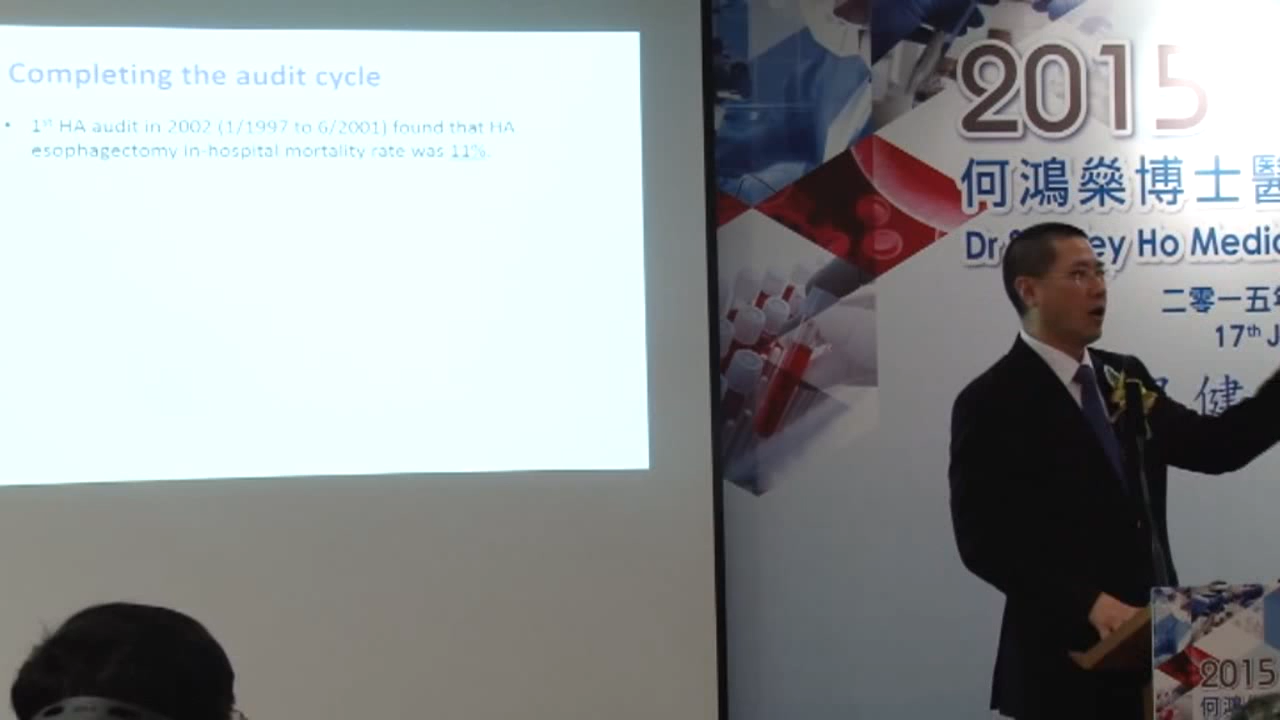 Completing the audit cycle
• 1st HA audit in 2002 (1/1997 to 6/2001) found that HA
esophagectomy in-hospital mortality rate was 11%.
2015
何鴻燊博士醫
Dr ey Ho Medic
二零一五年
17th J
健
2015
何鴻